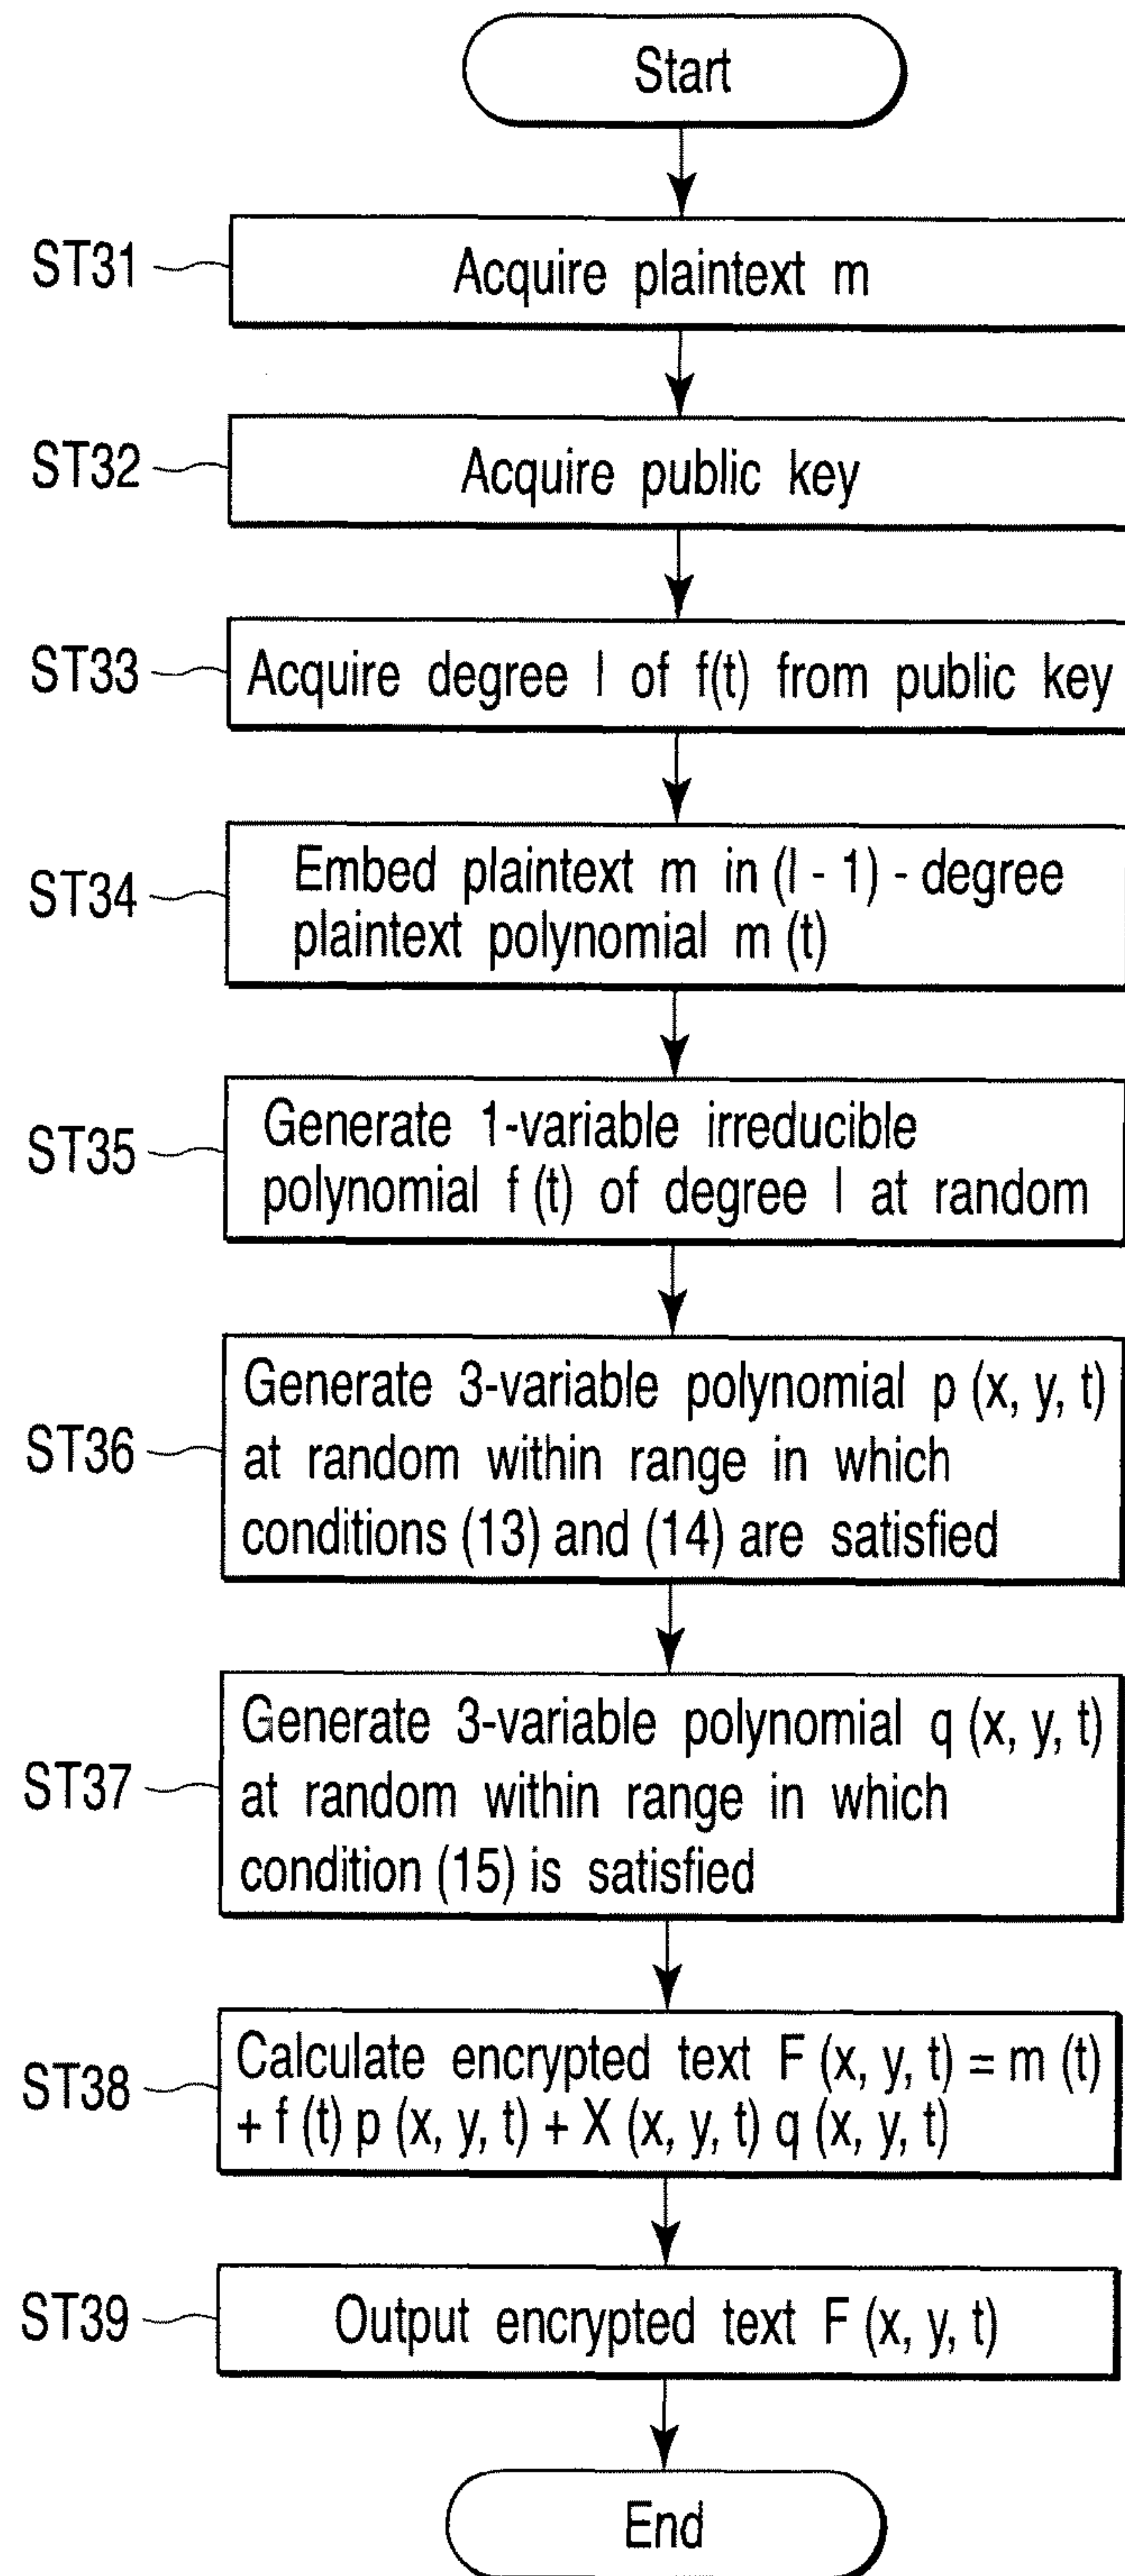 Start
ST31
Acquire plaintext m
ST32
Acquire public key
ST33
Acquire degree l of f(t) from public key
ST34
Embed plaintext m in (l - 1) - degree
plaintext polynomial m (t)
ST35
Generate 1-variable irreducible
polynomial f (t) of degree l at random
ST36
Generate 3-variable polynomial p (x, y, t)
at random within range in which
conditions (13) and (14) are satisfied
ST37
Generate 3-variable polynomial q (x, y, t)
at random within range in which
condition (15) is satisfied
ST38
Calculate encrypted text F (x, y, t) = m (t)
+ f (t) p (x, y, t) + X (x, y, t) q (x, y, t)
ST39
Output encrypted text F (x, y, t)
End